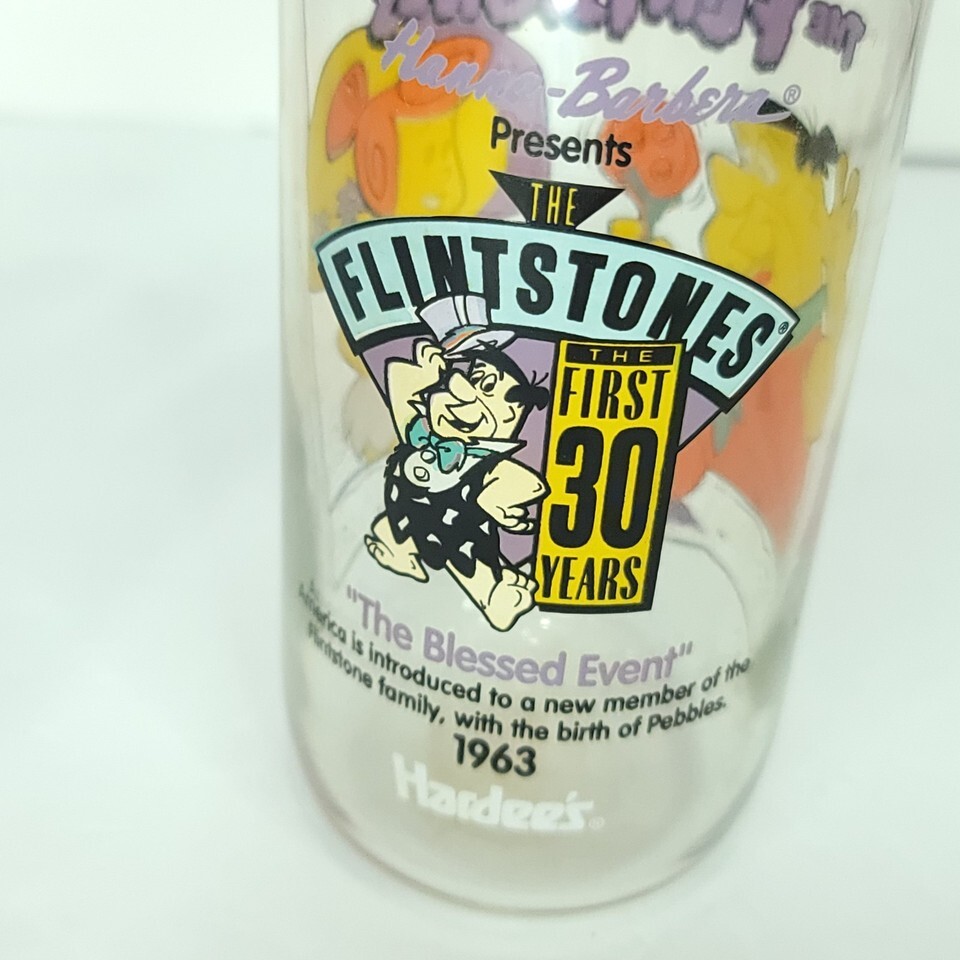 Hanna-Barbera®
Presents
THE
FLINTSTONES®
THE
FIRST
30
YEARS
"The Blessed Event"
America is introduced to a new member of the
Flintstone family, with the birth of Pebbles.
1963
Hardee's®
THE